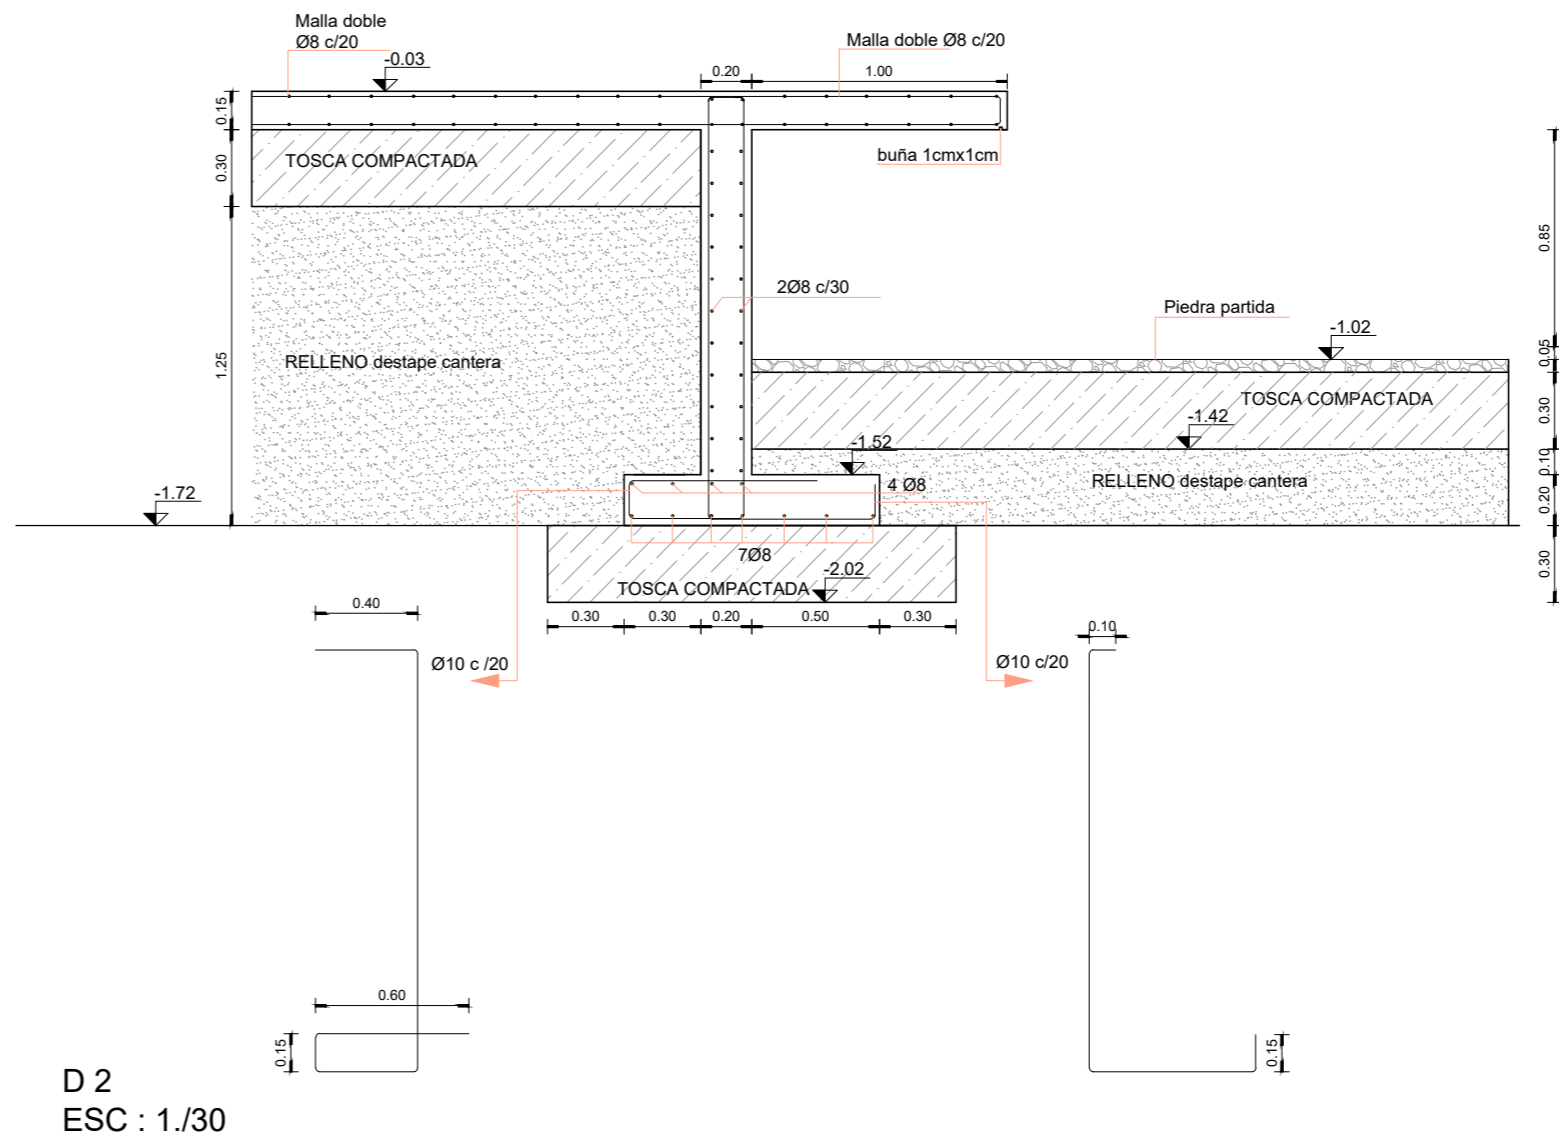 Malla doble
Ø8 c/20
-0.03
Malla doble Ø8 c/20
0.20
1.00
0.15
buña 1cmx1cm
TOSCA COMPACTADA
0.30
0.85
2Ø8 c/30
Piedra partida
-1.02
RELLENO destape cantera
1.25
0.05
TOSCA COMPACTADA
0.30
-1.42
-1.52
-1.72
4 Ø8
RELLENO destape cantera
0.10
0.20
7Ø8
-2.02
TOSCA COMPACTADA
0.30
0.40
0.30
0.30
0.20
0.50
0.30
0.10
Ø10 c /20
Ø10 c/20
0.60
0.15
0.15
D 2
ESC : 1./30